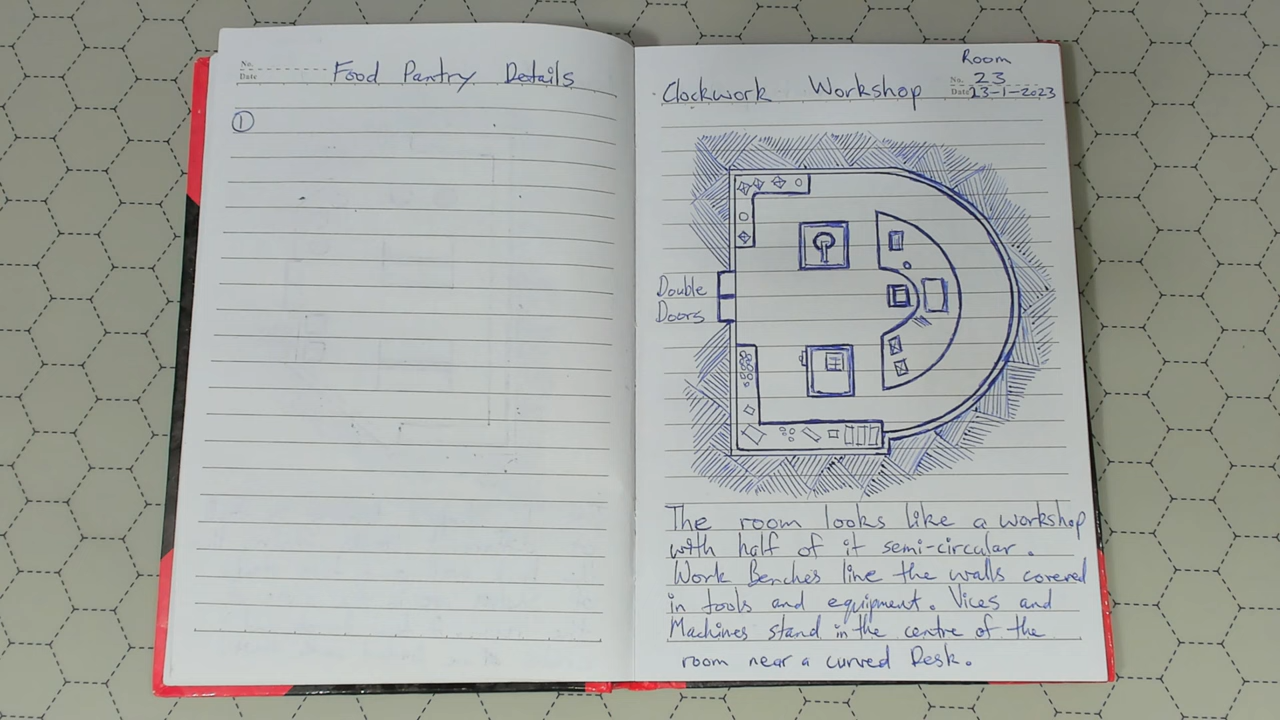 No.
Date
Food Pantry Details
1
Room
No. 23
Date 23-1-2023
Clockwork Workshop
Double
Doors
The room looks like a workshop
with half of it semi-circular.
Work Benches line the walls covered
in tools and equipment. Vices and
Machines stand in the centre of the
room near a curved Desk.